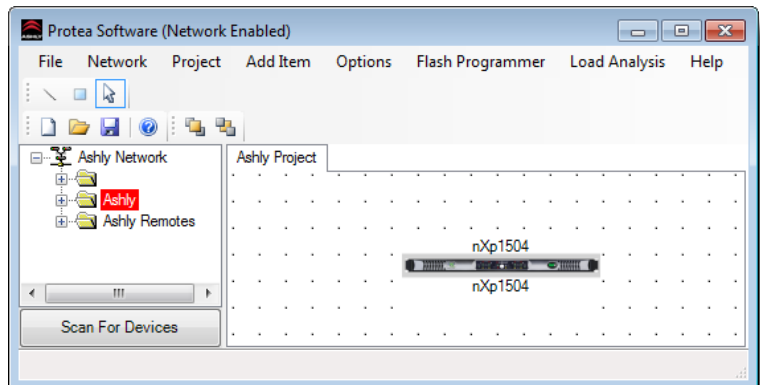 Protea Software (Network Enabled)
File Network Project Add Item Options Flash Programmer Load Analysis Help
Ashly Network
Ashly
Ashly Remotes
Scan For Devices
Ashly Project
nXp1504
nXp1504